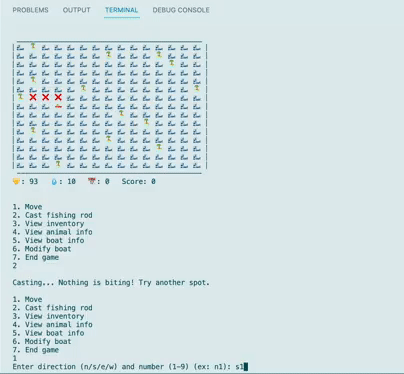 PROBLEMS OUTPUT TERMINAL DEBUG CONSOLE
: 93 : 10 : 0 Score: 0
1. Move
2. Cast fishing rod
3. View inventory
4. View animal info
5. View boat info
6. Modify boat
7. End game
2
Casting... Nothing is biting! Try another spot.
1. Move
2. Cast fishing rod
3. View inventory
4. View animal info
5. View boat info
6. Modify boat
7. End game
1
Enter direction (n/s/e/w) and number (1-9) (ex: n1): s1